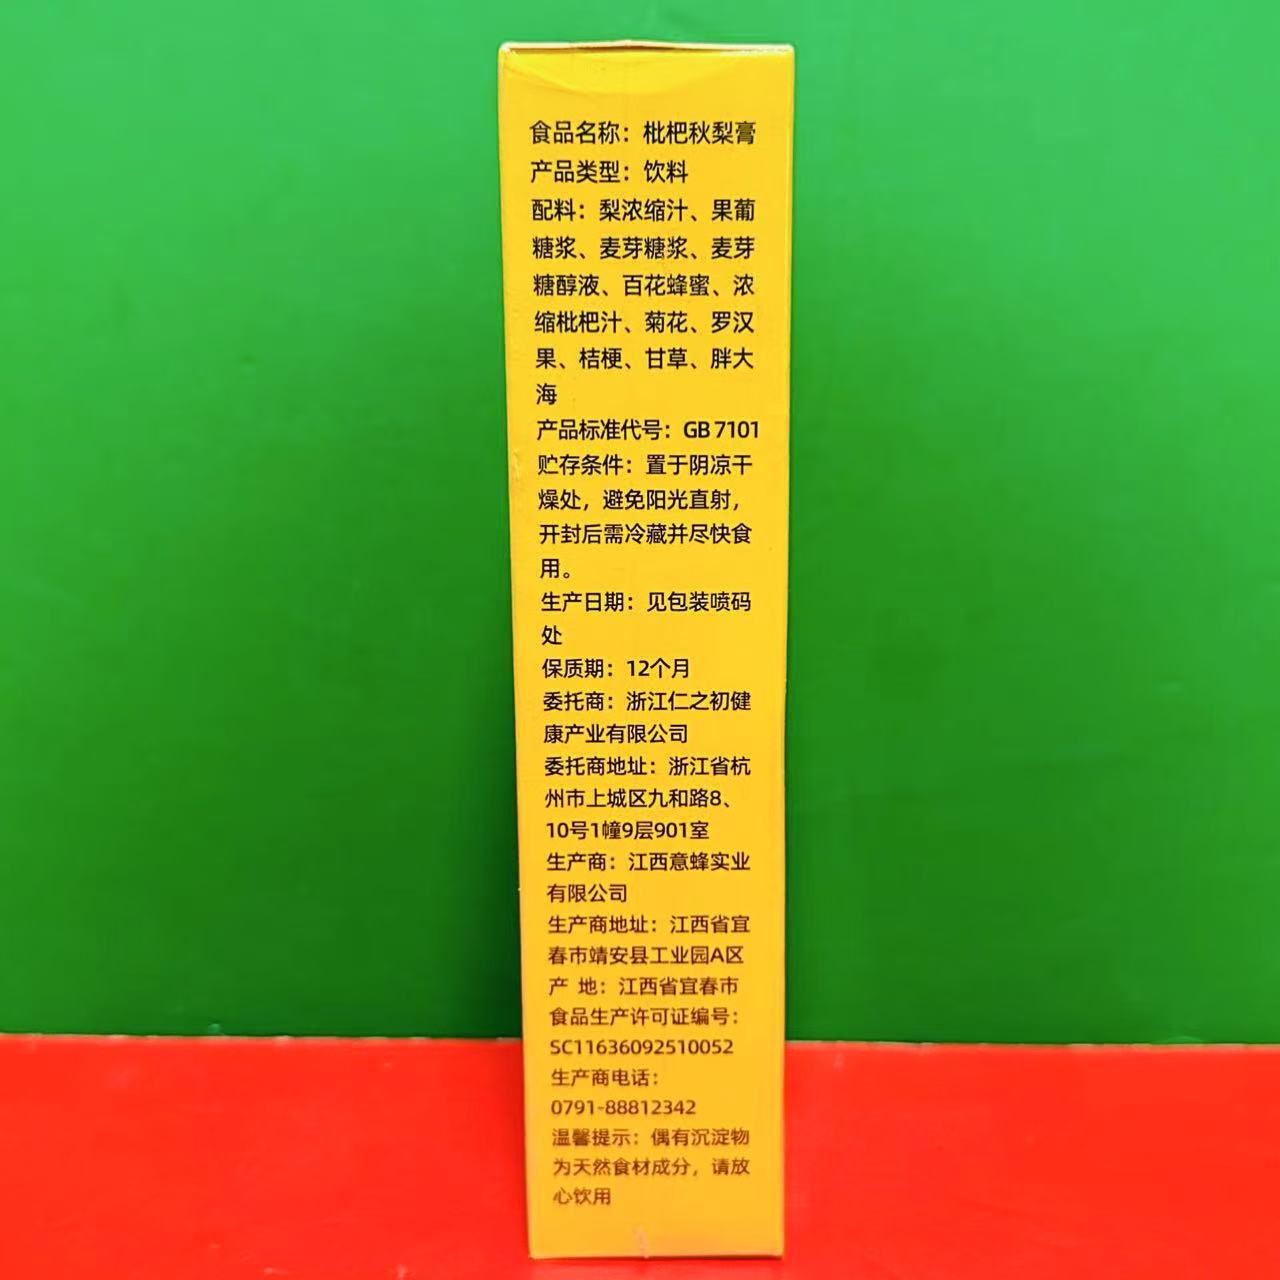 食品名称：枇杷秋梨膏
产品类型：饮料
配料：梨浓缩汁、果葡
糖浆、麦芽糖浆、麦芽
糖醇液、百花蜂蜜、浓
缩枇杷汁、菊花、罗汉
果、桔梗、甘草、胖大
海
产品标准代号：GB 7101
贮存条件：置于阴凉干
燥处，避免阳光直射，
开封后需冷藏并尽快食
用。
生产日期：见包装喷码
处
保质期：12个月
委托商：浙江仁之初健
康产业有限公司
委托商地址：浙江省杭
州市上城区九和路8、
10号1幢9层901室
生产商：江西意蜂实业
有限公司
生产商地址：江西省宜
春市靖安县工业园A区
产 地：江西省宜春市
食品生产许可证编号：
SC11636092510052
生产商电话：
0791-88812342
温馨提示：偶有沉淀物
为天然食材成分，请放
心饮用